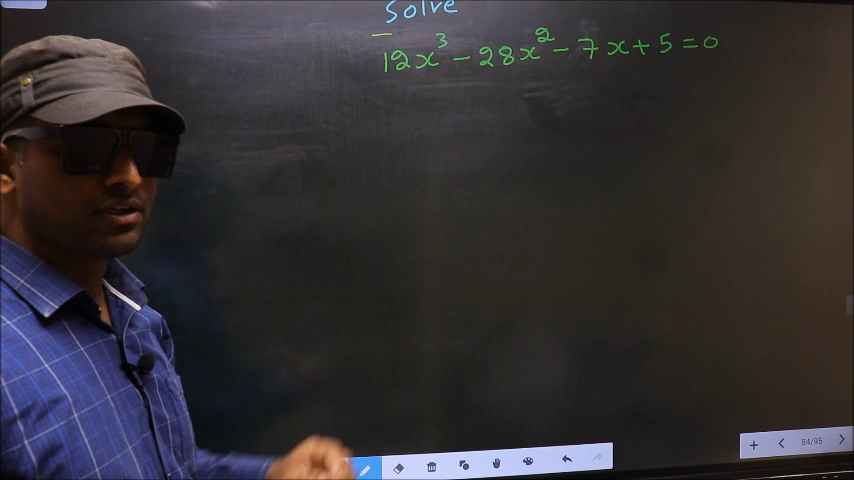 Solve
12x³ - 28x² - 7x + 5 = 0
84/95